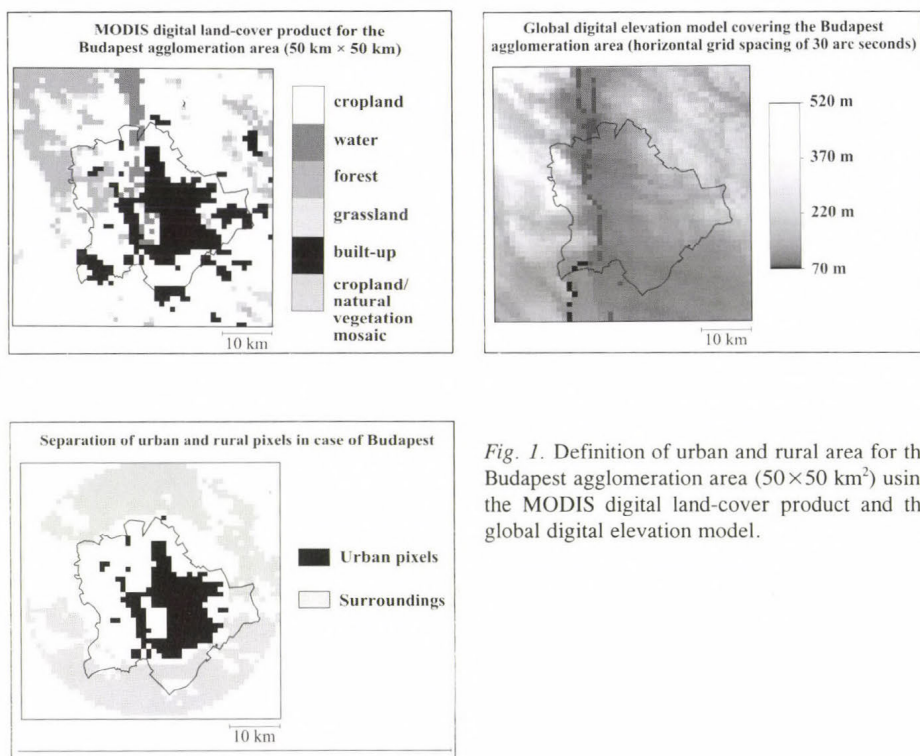 MODIS digital land-cover product for the
Budapest agglomeration area (50 km × 50 km)
cropland
water
forest
grassland
built-up
cropland/
natural
vegetation
mosaic
10 km
Global digital elevation model covering the Budapest
agglomeration area (horizontal grid spacing of 30 arc seconds)
520 m
370 m
220 m
70 m
10 km
Separation of urban and rural pixels in case of Budapest
Urban pixels
Surroundings
10 km
Fig. 1. Definition of urban and rural area for th
Budapest agglomeration area (50×50 km²) usin
the MODIS digital land-cover product and th
global digital elevation model.